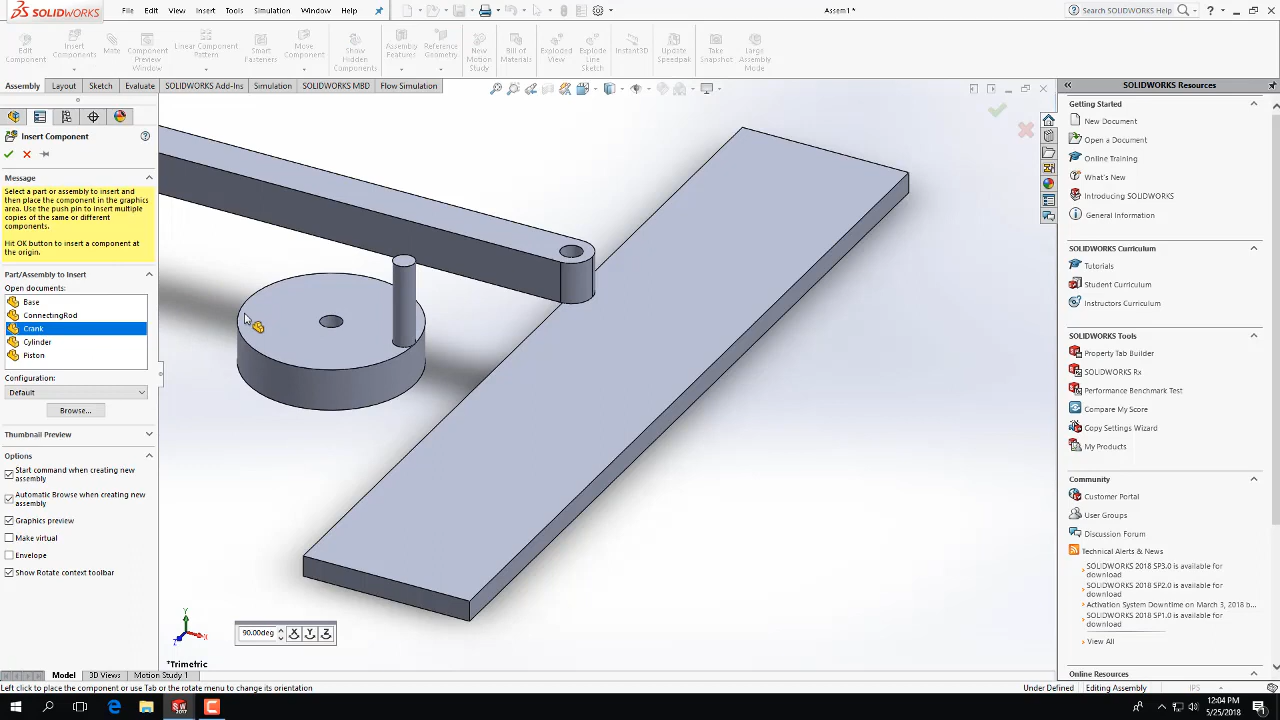 SOLIDWORKS File Edit View Insert Tools Simulation Window Help Assem1 * Search SOLIDWORKS Help
Edit Component
Insert Components
Mate
Component Preview Window
Linear Component Pattern
Smart Fasteners
Move Component
Show Hidden Components
Assembly Features
Reference Geometry
New Motion Study
Bill of Materials
Exploded View
Explode Line Sketch
Instant3D
Update Speedpak
Take Snapshot
Large Assembly Mode
Assembly Layout Sketch Evaluate SOLIDWORKS Add-Ins Simulation SOLIDWORKS MBD Flow Simulation
Insert Component
Message
Select a part or assembly to insert and
then place the component in the graphics
area. Use the push pin to insert multiple
copies of the same or different
components.
Hit OK button to insert a component at
the origin.
Part/Assembly to Insert
Open documents:
Base
ConnectingRod
Crank
Cylinder
Piston
Configuration:
Default
Browse...
Thumbnail Preview
Options
Start command when creating new
assembly
Automatic Browse when creating new
assembly
Graphics preview
Make virtual
Envelope
Show Rotate context toolbar
Y
X
Z
90.00deg
X Y Z
*Trimetric
SOLIDWORKS Resources
Getting Started
New Document
Open a Document
Online Training
What's New
Introducing SOLIDWORKS
General Information
SOLIDWORKS Curriculum
Tutorials
Student Curriculum
Instructors Curriculum
SOLIDWORKS Tools
Property Tab Builder
SOLIDWORKS Rx
Performance Benchmark Test
Compare My Score
Copy Settings Wizard
My Products
Community
Customer Portal
User Groups
Discussion Forum
Technical Alerts & News
SOLIDWORKS 2018 SP3.0 is available for
download
SOLIDWORKS 2018 SP2.0 is available for
download
Activation System Downtime on March 3, 2018 b...
SOLIDWORKS 2018 SP1.0 is available for
download
View All
Online Resources
Model 3D Views Motion Study 1
Left click to place the component or use Tab or the rotate menu to change its orientation Under Defined Editing Assembly IPS
12:04 PM
5/25/2018